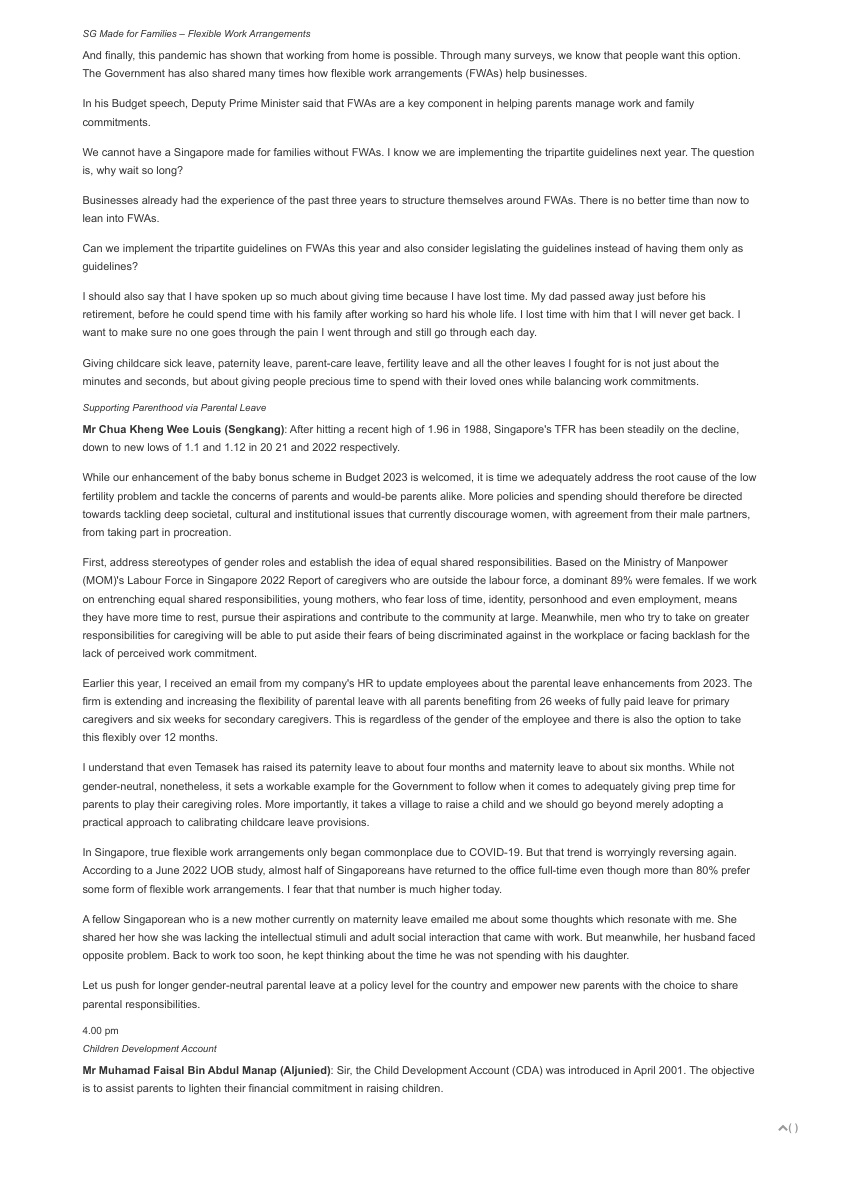 SG Made for Families – Flexible Work Arrangements
And finally, this pandemic has shown that working from home is possible. Through many surveys, we know that people want this option.
The Government has also shared many times how flexible work arrangements (FWAs) help businesses.
In his Budget speech, Deputy Prime Minister said that FWAs are a key component in helping parents manage work and family
commitments.
We cannot have a Singapore made for families without FWAs. I know we are implementing the tripartite guidelines next year. The question
is, why wait so long?
Businesses already had the experience of the past three years to structure themselves around FWAs. There is no better time than now to
lean into FWAs.
Can we implement the tripartite guidelines on FWAs this year and also consider legislating the guidelines instead of having them only as
guidelines?
I should also say that I have spoken up so much about giving time because I have lost time. My dad passed away just before his
retirement, before he could spend time with his family after working so hard his whole life. I lost time with him that I will never get back. I
want to make sure no one goes through the pain I went through and still go through each day.
Giving childcare sick leave, paternity leave, parent-care leave, fertility leave and all the other leaves I fought for is not just about the
minutes and seconds, but about giving people precious time to spend with their loved ones while balancing work commitments.
Supporting Parenthood via Parental Leave
Mr Chua Kheng Wee Louis (Sengkang): After hitting a recent high of 1.96 in 1988, Singapore's TFR has been steadily on the decline,
down to new lows of 1.1 and 1.12 in 20 21 and 2022 respectively.
While our enhancement of the baby bonus scheme in Budget 2023 is welcomed, it is time we adequately address the root cause of the low
fertility problem and tackle the concerns of parents and would-be parents alike. More policies and spending should therefore be directed
towards tackling deep societal, cultural and institutional issues that currently discourage women, with agreement from their male partners,
from taking part in procreation.
First, address stereotypes of gender roles and establish the idea of equal shared responsibilities. Based on the Ministry of Manpower
(MOM)'s Labour Force in Singapore 2022 Report of caregivers who are outside the labour force, a dominant 89% were females. If we work
on entrenching equal shared responsibilities, young mothers, who fear loss of time, identity, personhood and even employment, means
they have more time to rest, pursue their aspirations and contribute to the community at large. Meanwhile, men who try to take on greater
responsibilities for caregiving will be able to put aside their fears of being discriminated against in the workplace or facing backlash for the
lack of perceived work commitment.
Earlier this year, I received an email from my company's HR to update employees about the parental leave enhancements from 2023. The
firm is extending and increasing the flexibility of parental leave with all parents benefiting from 26 weeks of fully paid leave for primary
caregivers and six weeks for secondary caregivers. This is regardless of the gender of the employee and there is also the option to take
this flexibly over 12 months.
I understand that even Temasek has raised its paternity leave to about four months and maternity leave to about six months. While not
gender-neutral, nonetheless, it sets a workable example for the Government to follow when it comes to adequately giving prep time for
parents to play their caregiving roles. More importantly, it takes a village to raise a child and we should go beyond merely adopting a
practical approach to calibrating childcare leave provisions.
In Singapore, true flexible work arrangements only began commonplace due to COVID-19. But that trend is worryingly reversing again.
According to a June 2022 UOB study, almost half of Singaporeans have returned to the office full-time even though more than 80% prefer
some form of flexible work arrangements. I fear that that number is much higher today.
A fellow Singaporean who is a new mother currently on maternity leave emailed me about some thoughts which resonate with me. She
shared her how she was lacking the intellectual stimuli and adult social interaction that came with work. But meanwhile, her husband faced
opposite problem. Back to work too soon, he kept thinking about the time he was not spending with his daughter.
Let us push for longer gender-neutral parental leave at a policy level for the country and empower new parents with the choice to share
parental responsibilities.
4.00 pm
Children Development Account
Mr Muhamad Faisal Bin Abdul Manap (Aljunied): Sir, the Child Development Account (CDA) was introduced in April 2001. The objective
is to assist parents to lighten their financial commitment in raising children.
( )